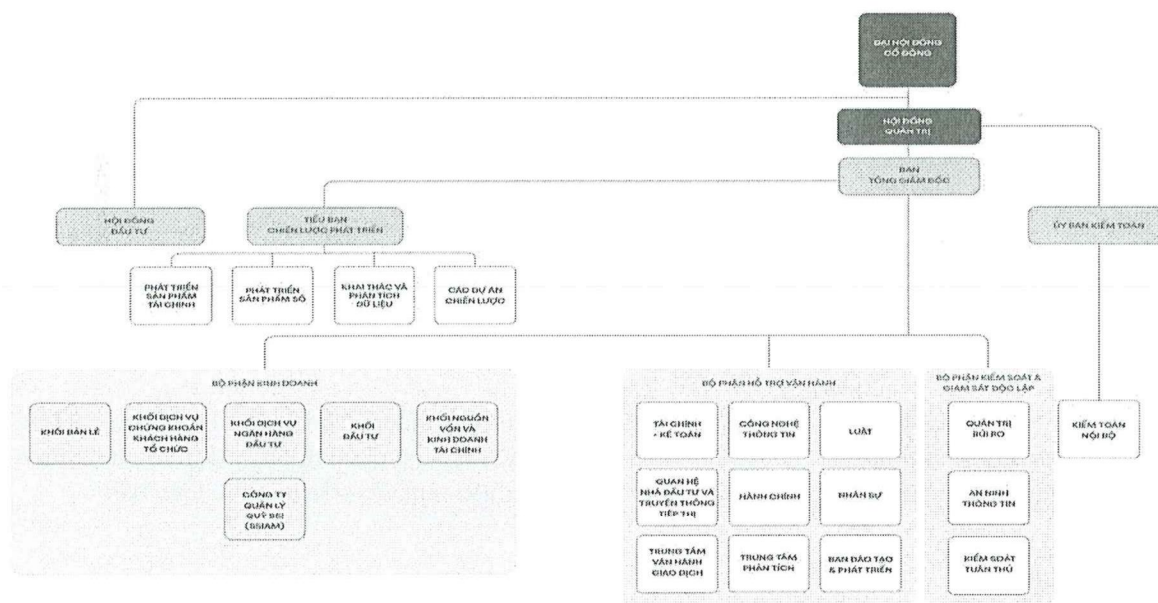 ĐẠI HỘI ĐỒNG
CỔ ĐÔNG
HỘI ĐỒNG
QUẢN TRỊ
BAN
TỔNG GIÁM ĐỐC
HỘI ĐỒNG
ĐẦU TƯ
TIỂU BAN
CHIẾN LƯỢC PHÁT TRIỂN
ỦY BAN KIỂM TOÁN
PHÁT TRIỂN
SẢN PHẨM
TÀI CHÍNH
PHÁT TRIỂN
SẢN PHẨM SỐ
KHAI THÁC VÀ
PHÂN TÍCH
DỮ LIỆU
CÁC DỰ ÁN
CHIẾN LƯỢC
BỘ PHẬN KINH DOANH
KHỐI BÁN LẺ
KHỐI DỊCH VỤ
CHỨNG KHOÁN
KHÁCH HÀNG
TỔ CHỨC
KHỐI DỊCH VỤ
NGÂN HÀNG
ĐẦU TƯ
KHỐI
ĐẦU TƯ
KHỐI NGUỒN
VỐN VÀ
KINH DOANH
TÀI CHÍNH
CÔNG TY
QUẢN LÝ
QUỸ SSI
(SSIAM)
BỘ PHẬN HỖ TRỢ VẬN HÀNH
TÀI CHÍNH
- KẾ TOÁN
CÔNG NGHỆ
THÔNG TIN
LUẬT
QUAN HỆ
NHÀ ĐẦU TƯ VÀ
TRUYỀN THÔNG
TIẾP THỊ
HÀNH CHÍNH
NHÂN SỰ
TRUNG TÂM
VẬN HÀNH
GIAO DỊCH
TRUNG TÂM
PHÂN TÍCH
BAN ĐÀO TẠO
& PHÁT TRIỂN
BỘ PHẬN KIỂM SOÁT &
GIÁM SÁT ĐỘC LẬP
QUẢN TRỊ
RỦI RO
AN NINH
THÔNG TIN
KIỂM SOÁT
TUÂN THỦ
KIỂM TOÁN
NỘI BỘ